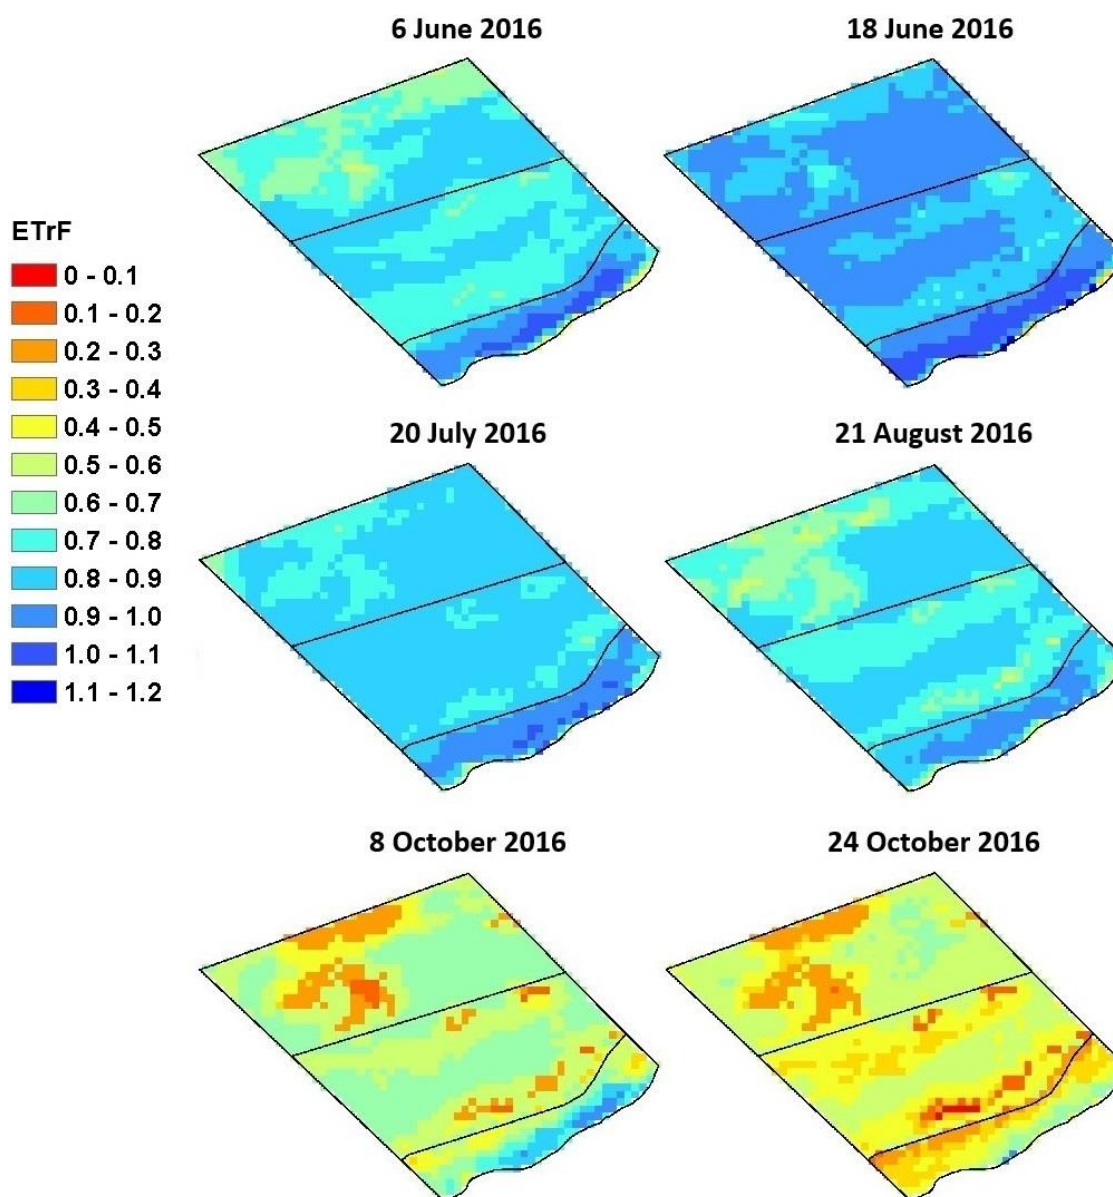 6 June 2016
18 June 2016
ETrF
0 - 0.1
0.1 - 0.2
0.2 - 0.3
0.3 - 0.4
0.4 - 0.5
0.5 - 0.6
0.6 - 0.7
0.7 - 0.8
0.8 - 0.9
0.9 - 1.0
1.0 - 1.1
1.1 - 1.2
20 July 2016
21 August 2016
8 October 2016
24 October 2016